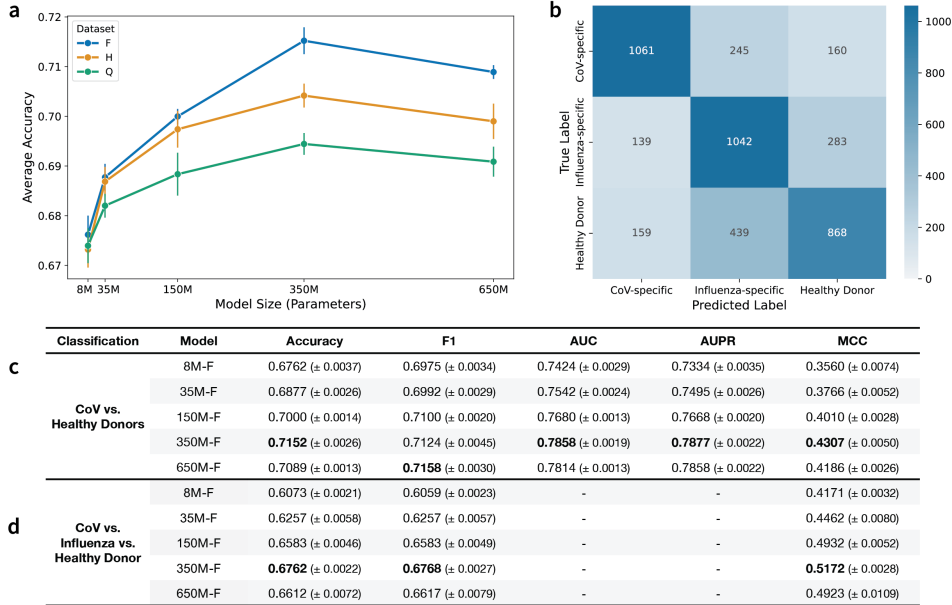 a
0.72
0.71
0.70
0.69
0.68
0.67
Average Accuracy
Dataset
F
H
Q
8M 35M 150M 350M 650M
Model Size (Parameters)
b
True Label
CoV-specific
Influenza-specific
Healthy Donor
1061 245 160
139 1042 283
159 439 868
CoV-specific Influenza-specific Healthy Donor
Predicted Label
1000
800
600
400
200
0
Classification Model Accuracy F1 AUC AUPR MCC
c
CoV vs.
Healthy Donors
8M-F 0.6762 (± 0.0037) 0.6975 (± 0.0034) 0.7424 (± 0.0029) 0.7334 (± 0.0035) 0.3560 (± 0.0074)
35M-F 0.6877 (± 0.0026) 0.6992 (± 0.0029) 0.7542 (± 0.0024) 0.7495 (± 0.0026) 0.3766 (± 0.0052)
150M-F 0.7000 (± 0.0014) 0.7100 (± 0.0020) 0.7680 (± 0.0013) 0.7668 (± 0.0020) 0.4010 (± 0.0028)
350M-F 0.7152 (± 0.0026) 0.7124 (± 0.0045) 0.7858 (± 0.0019) 0.7877 (± 0.0022) 0.4307 (± 0.0050)
650M-F 0.7089 (± 0.0013) 0.7158 (± 0.0030) 0.7814 (± 0.0013) 0.7858 (± 0.0022) 0.4186 (± 0.0026)
d
CoV vs.
Influenza vs.
Healthy Donor
8M-F 0.6073 (± 0.0021) 0.6059 (± 0.0023) - - 0.4171 (± 0.0032)
35M-F 0.6257 (± 0.0058) 0.6257 (± 0.0057) - - 0.4462 (± 0.0080)
150M-F 0.6583 (± 0.0046) 0.6583 (± 0.0049) - - 0.4932 (± 0.0052)
350M-F 0.6762 (± 0.0022) 0.6768 (± 0.0027) - - 0.5172 (± 0.0028)
650M-F 0.6612 (± 0.0072) 0.6617 (± 0.0079) - - 0.4923 (± 0.0109)